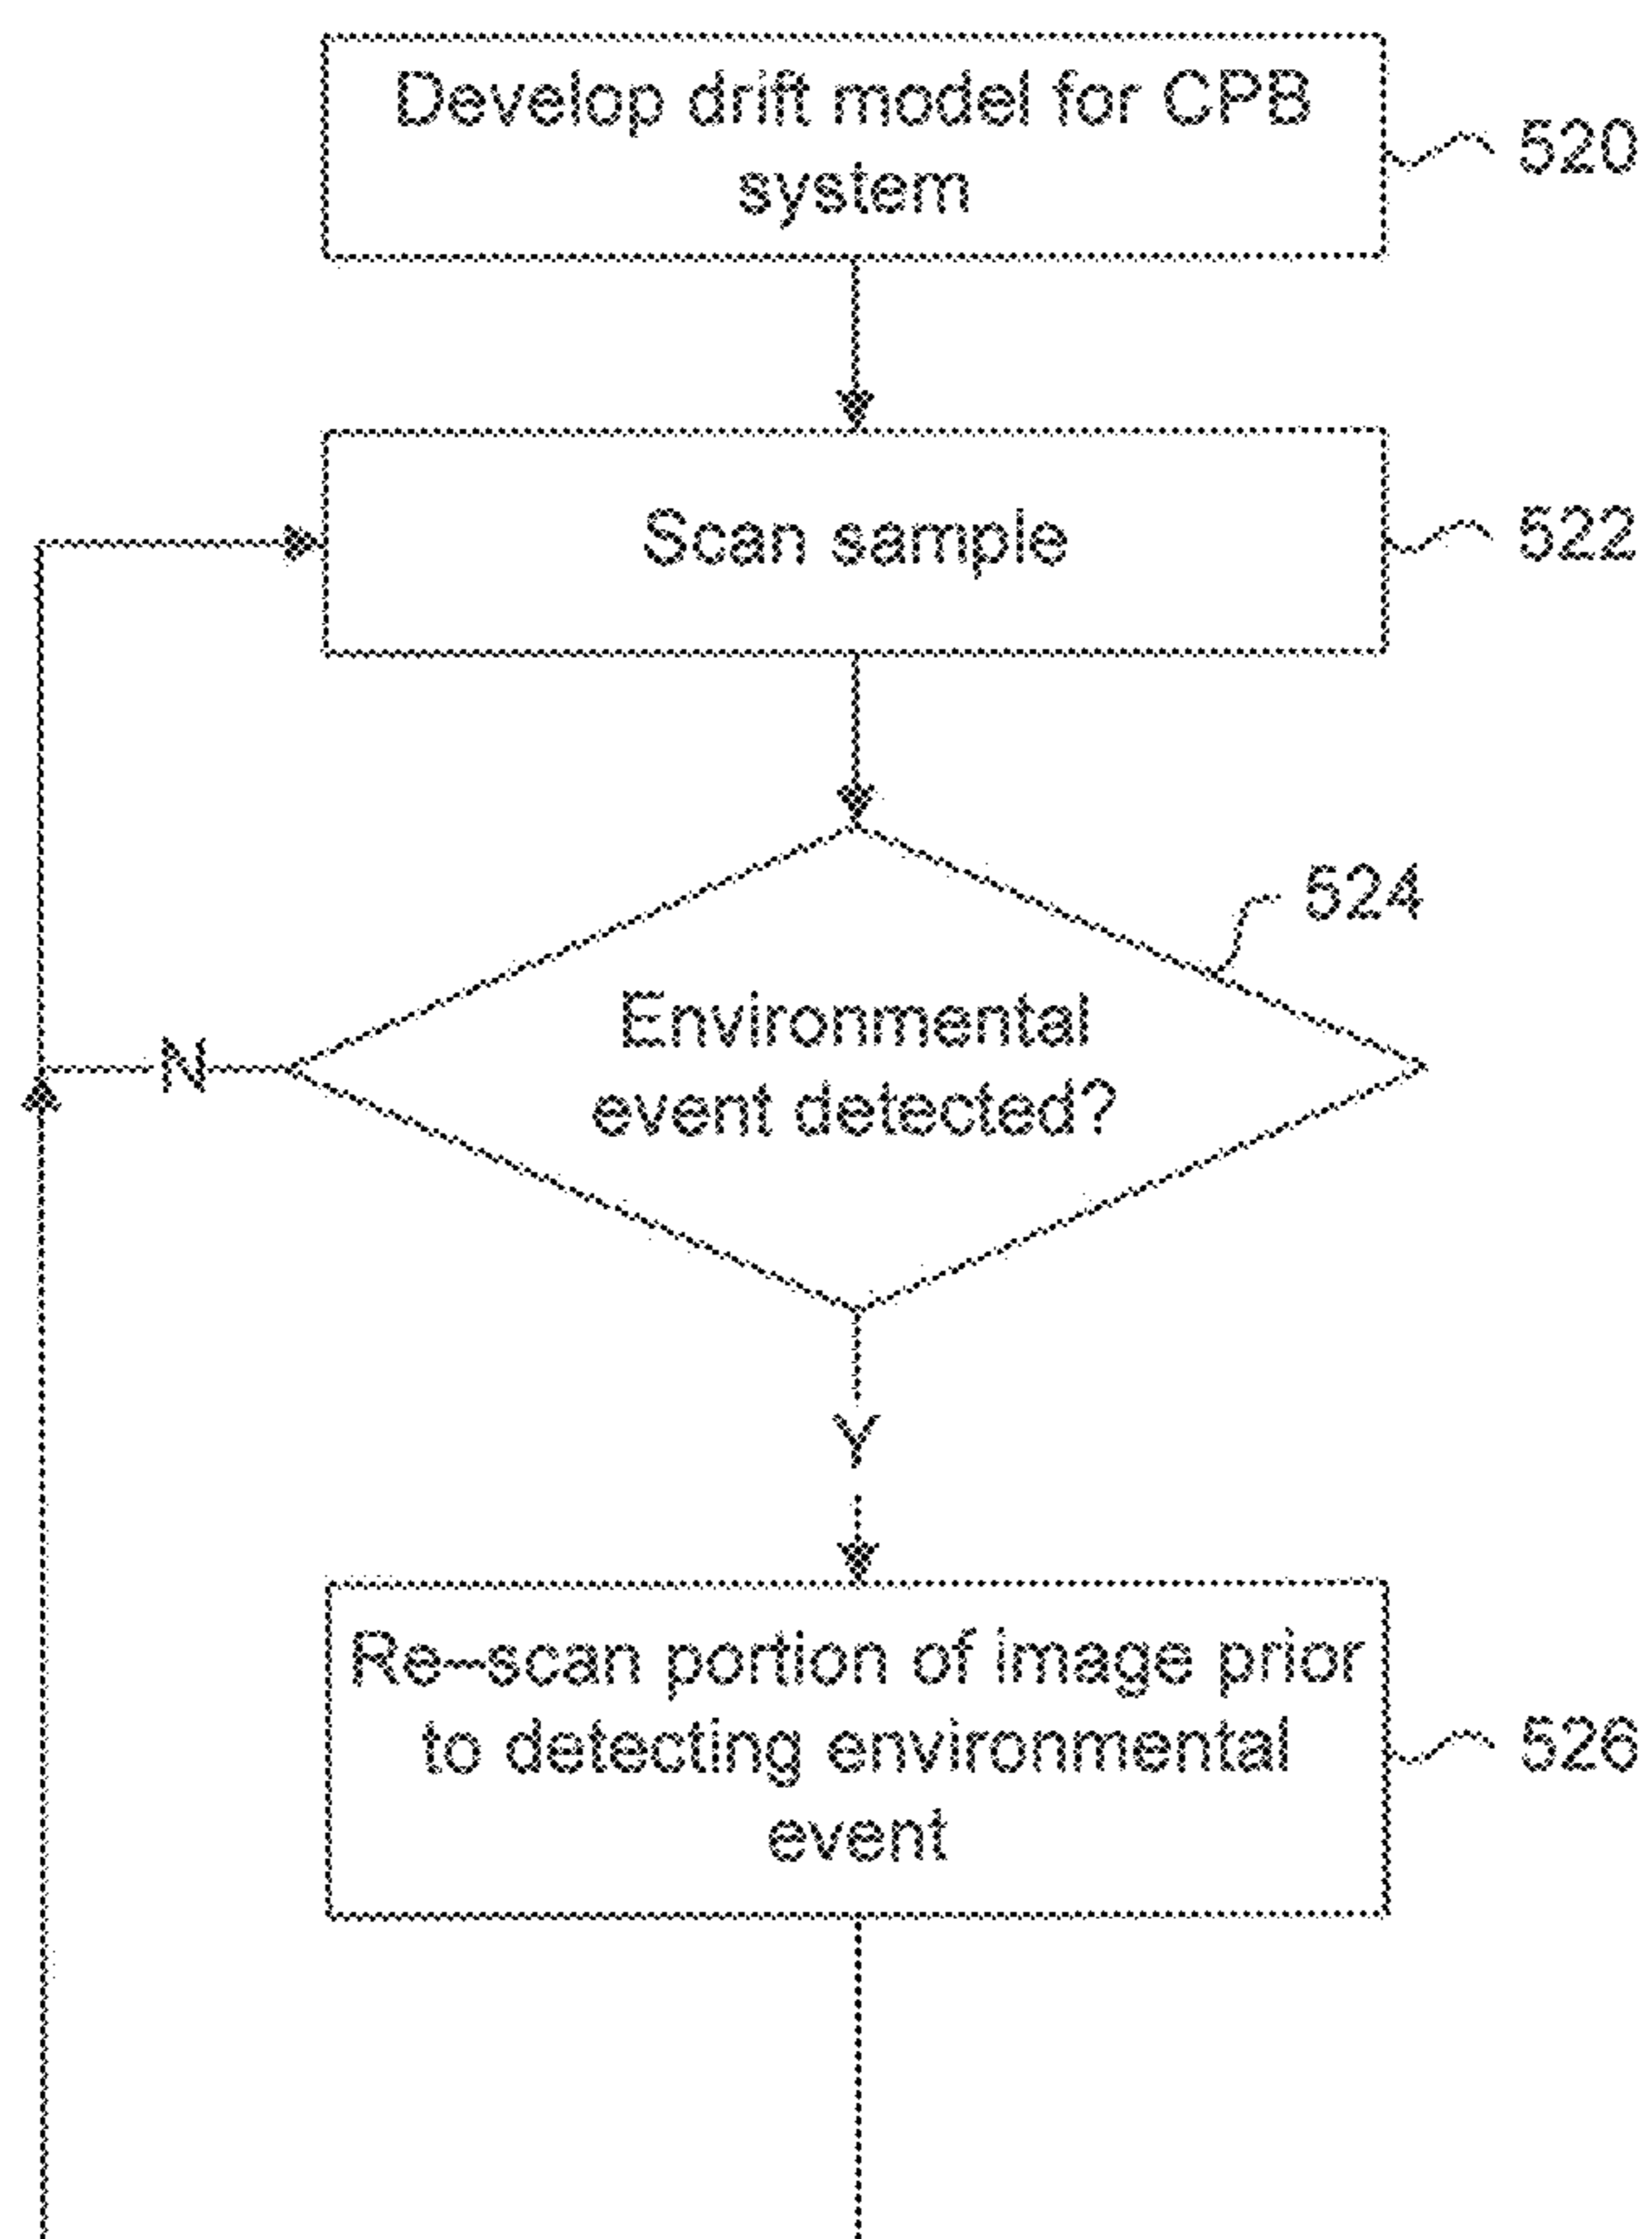 Develop drift model for CPB
system
520
Scan sample
522
524
Environmental
event detected?
N
Y
Re-scan portion of image prior
to detecting environmental
event
526